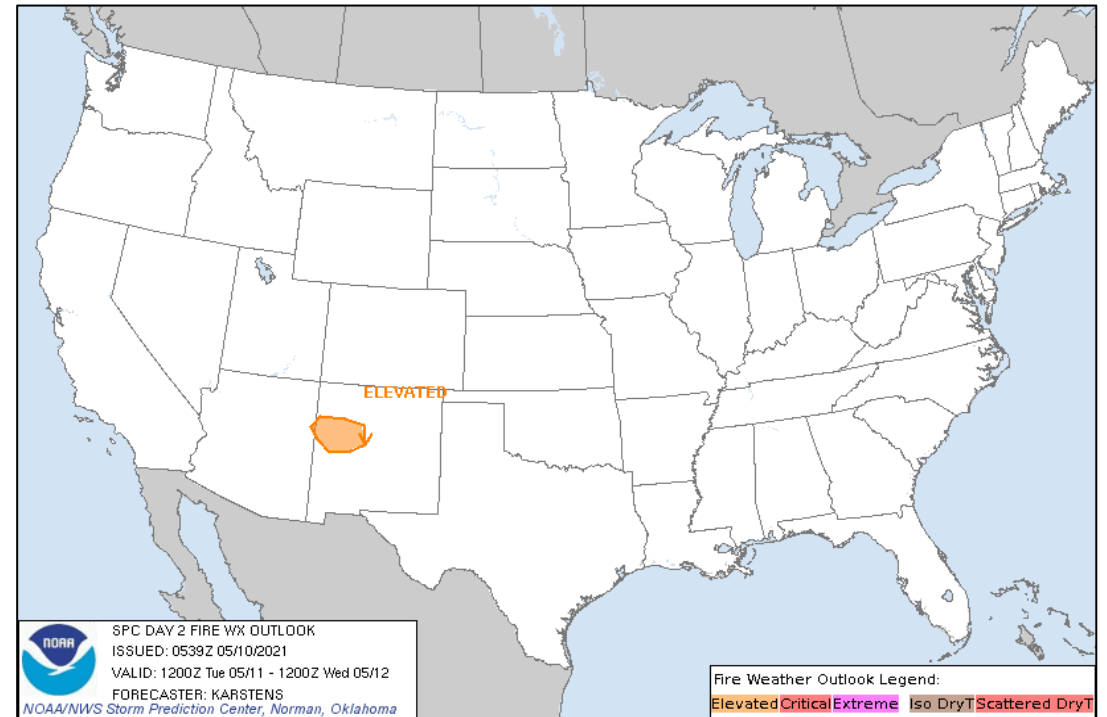 ELEVATED
NOAA
SPC DAY 2 FIRE WX OUTLOOK
ISSUED: 0539Z 05/10/2021
VALID: 1200Z Tue 05/11 - 1200Z Wed 05/12
FORECASTER: KARSTENS
NOAA/NWS Storm Prediction Center, Norman, Oklahoma
Fire Weather Outlook Legend:
Elevated Critical Extreme Iso DryT Scattered DryT